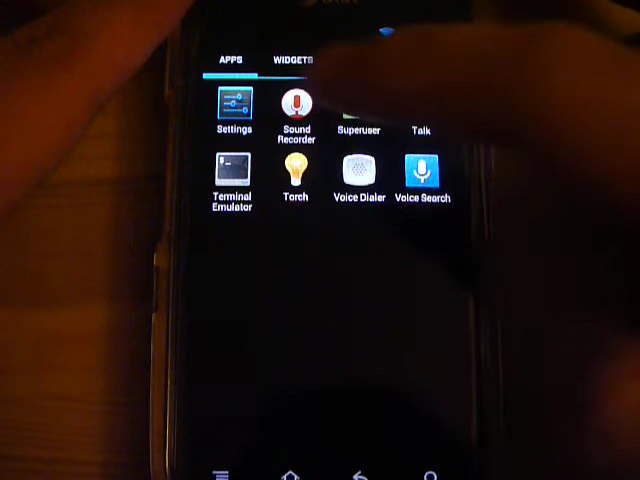 APPS WIDGETS
Settings Sound Recorder Superuser Talk
Terminal Emulator Torch Voice Dialer Voice Search